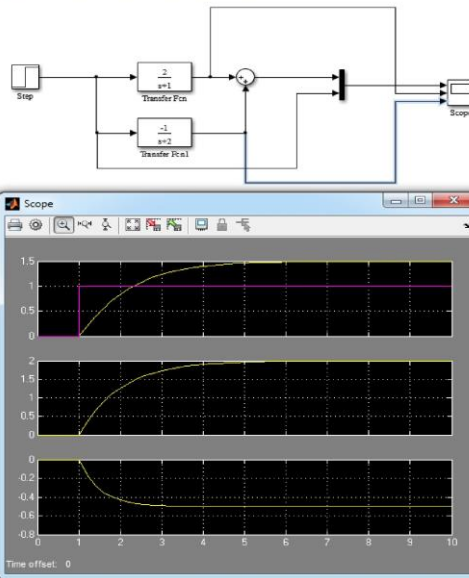 2
s+1
Transfer Fcn
Step
-1
s+2
Transfer Fcn1
Scope
Scope
1.5
1
0.5
0
2
1.5
1
0.5
0
0
-0.2
-0.4
-0.6
-0.8
0 1 2 3 4 5 6 7 8 9 10
Time offset: 0